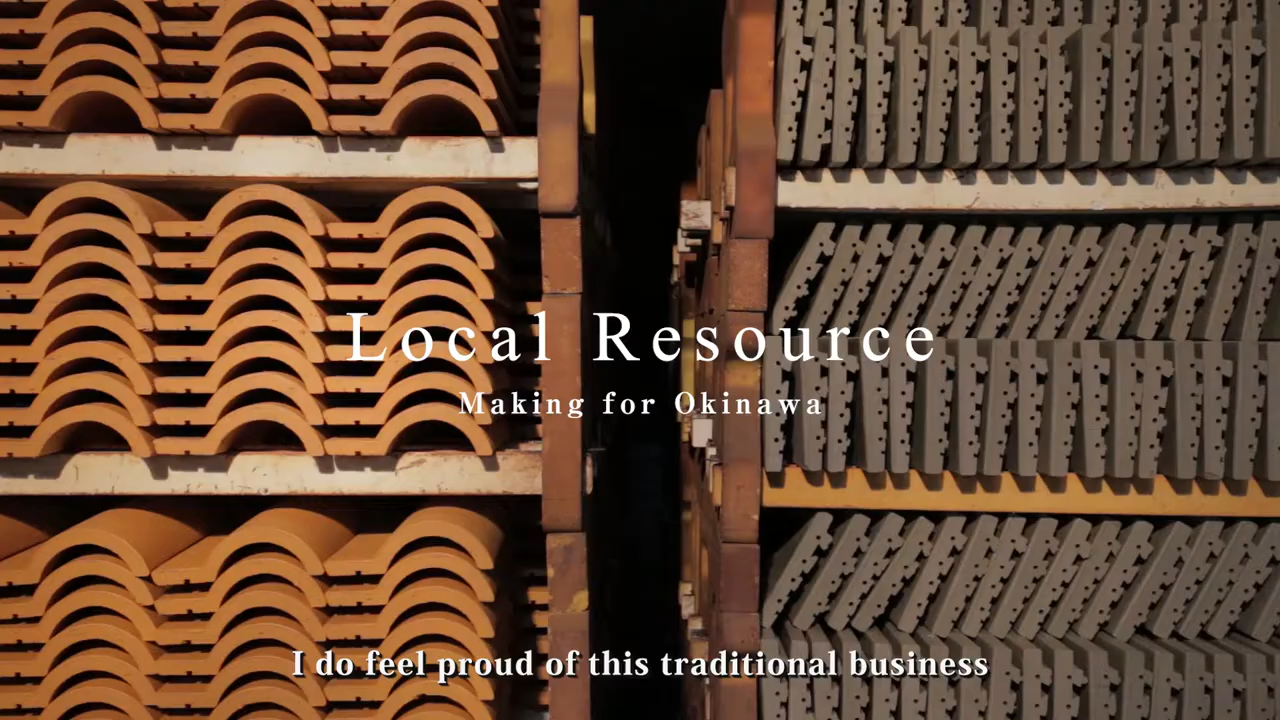 Local Resource
Making for Okinawa
I do feel proud of this traditional business